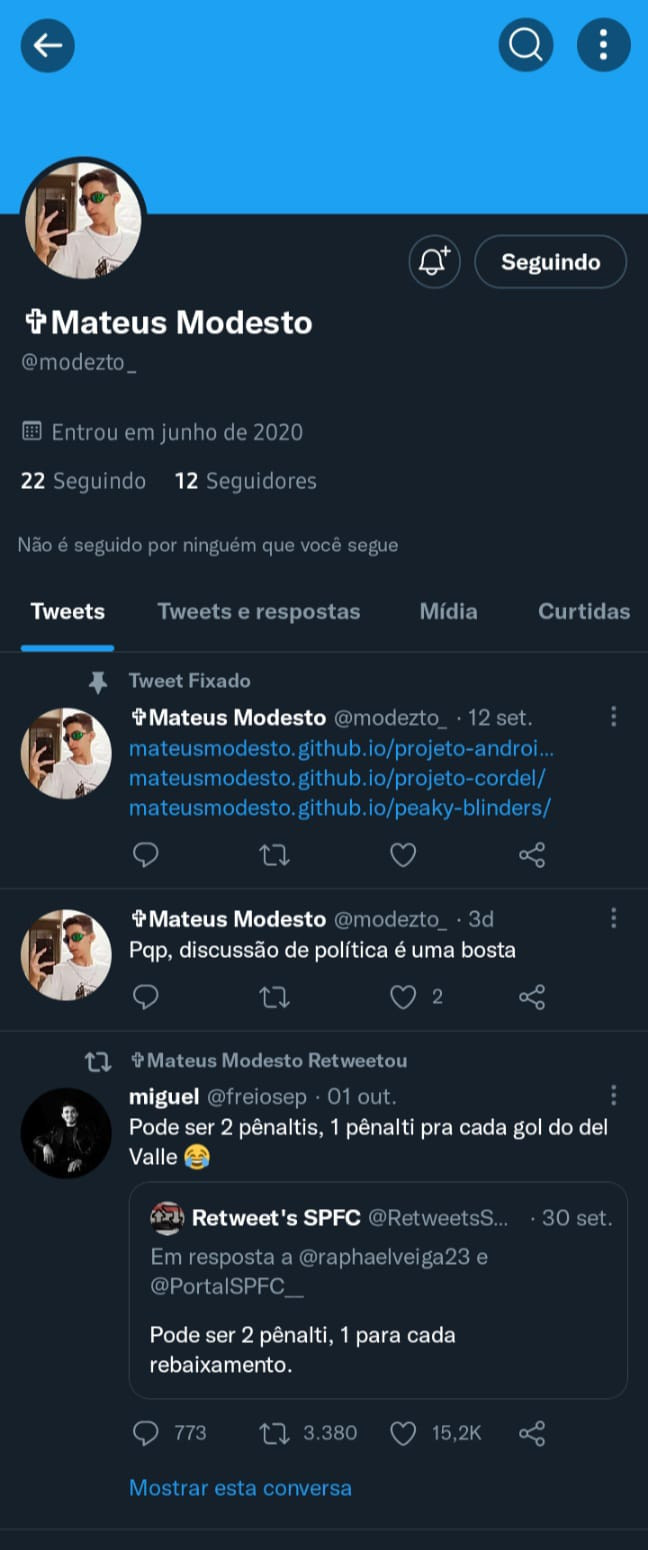 ✞Mateus Modesto
@modezto_
Seguindo
Entrou em junho de 2020
22 Seguindo 12 Seguidores
Não é seguido por ninguém que você segue
Tweets Tweets e respostas Mídia Curtidas
Tweet Fixado
✞Mateus Modesto @modezto_ · 12 set.
mateusmodesto.github.io/projeto-androi...
mateusmodesto.github.io/projeto-cordel/
mateusmodesto.github.io/peaky-blinders/
✞Mateus Modesto @modezto_ · 3d
Pqp, discussão de política é uma bosta
2
✞Mateus Modesto Retweetou
miguel @freiosep · 01 out.
Pode ser 2 pênaltis, 1 pênalti pra cada gol do del
Valle 😂
Retweet's SPFC @RetweetsS... · 30 set.
Em resposta a @raphaelveiga23 e
@PortalSPFC__
Pode ser 2 pênalti, 1 para cada
rebaixamento.
773 3.380 15,2K
Mostrar esta conversa